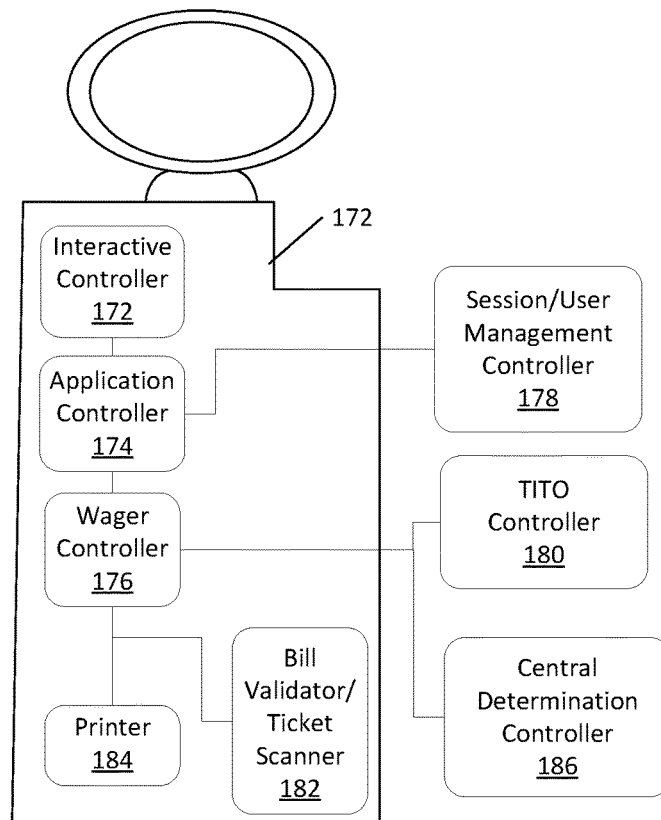 172
Interactive
Controller
172
Application
Controller
174
Wager
Controller
176
Printer
184
Bill
Validator/
Ticket
Scanner
182
Session/User
Management
Controller
178
TITO
Controller
180
Central
Determination
Controller
186